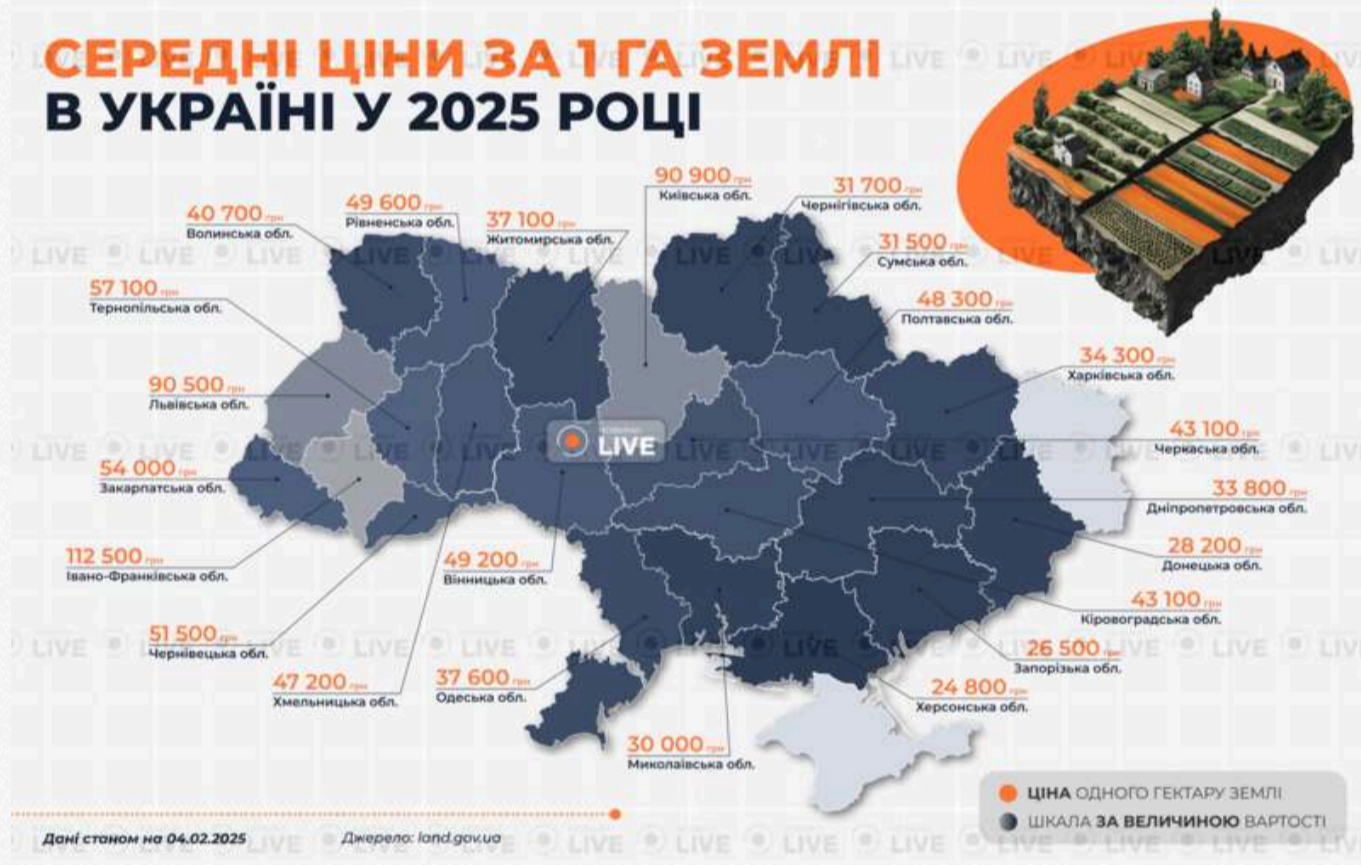 СЕРЕДНІ ЦІНИ ЗА 1 ГА ЗЕМЛІ
В УКРАЇНІ У 2025 РОЦІ
90 900 грн
Київська обл.
31 700 грн
Чернігівська обл.
40 700 грн
Волинська обл.
49 600 грн
Рівненська обл.
37 100 грн
Житомирська обл.
31 500 грн
Сумська обл.
57 100 грн
Тернопільська обл.
48 300 грн
Полтавська обл.
34 300 грн
Харківська обл.
90 500 грн
Львівська обл.
43 100 грн
Черкаська обл.
LIVE
54 000 грн
Закарпатська обл.
33 800 грн
Дніпропетровська обл.
112 500 грн
Івано-Франківська обл.
49 200 грн
Вінницька обл.
28 200 грн
Донецька обл.
43 100 грн
Кіровоградська обл.
51 500 грн
Чернівецька обл.
26 500 грн
Запорізька обл.
47 200 грн
Хмельницька обл.
37 600 грн
Одеська обл.
24 800 грн
Херсонська обл.
30 000 грн
Миколаївська обл.
ЦІНА ОДНОГО ГЕКТАРУ ЗЕМЛІ
ШКАЛА ЗА ВЕЛИЧИНОЮ ВАРТОСТІ
Дані станом на 04.02.2025
Джерело: land.gov.ua